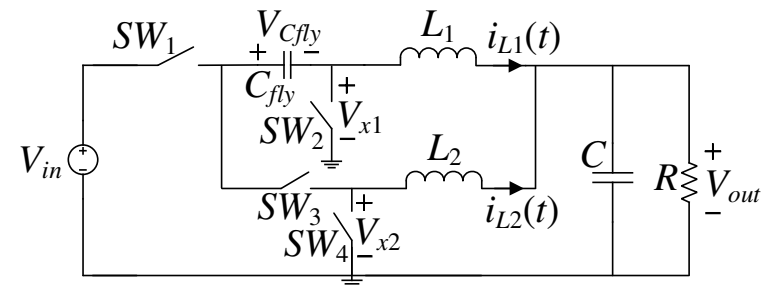 SW1
VCfly
+ −
Cfly
L1
iL1(t)
SW2
+
Vx1
−
Vin
+
−
L2
iL2(t)
SW3
SW4
+
Vx2
−
C
R
+
Vout
−